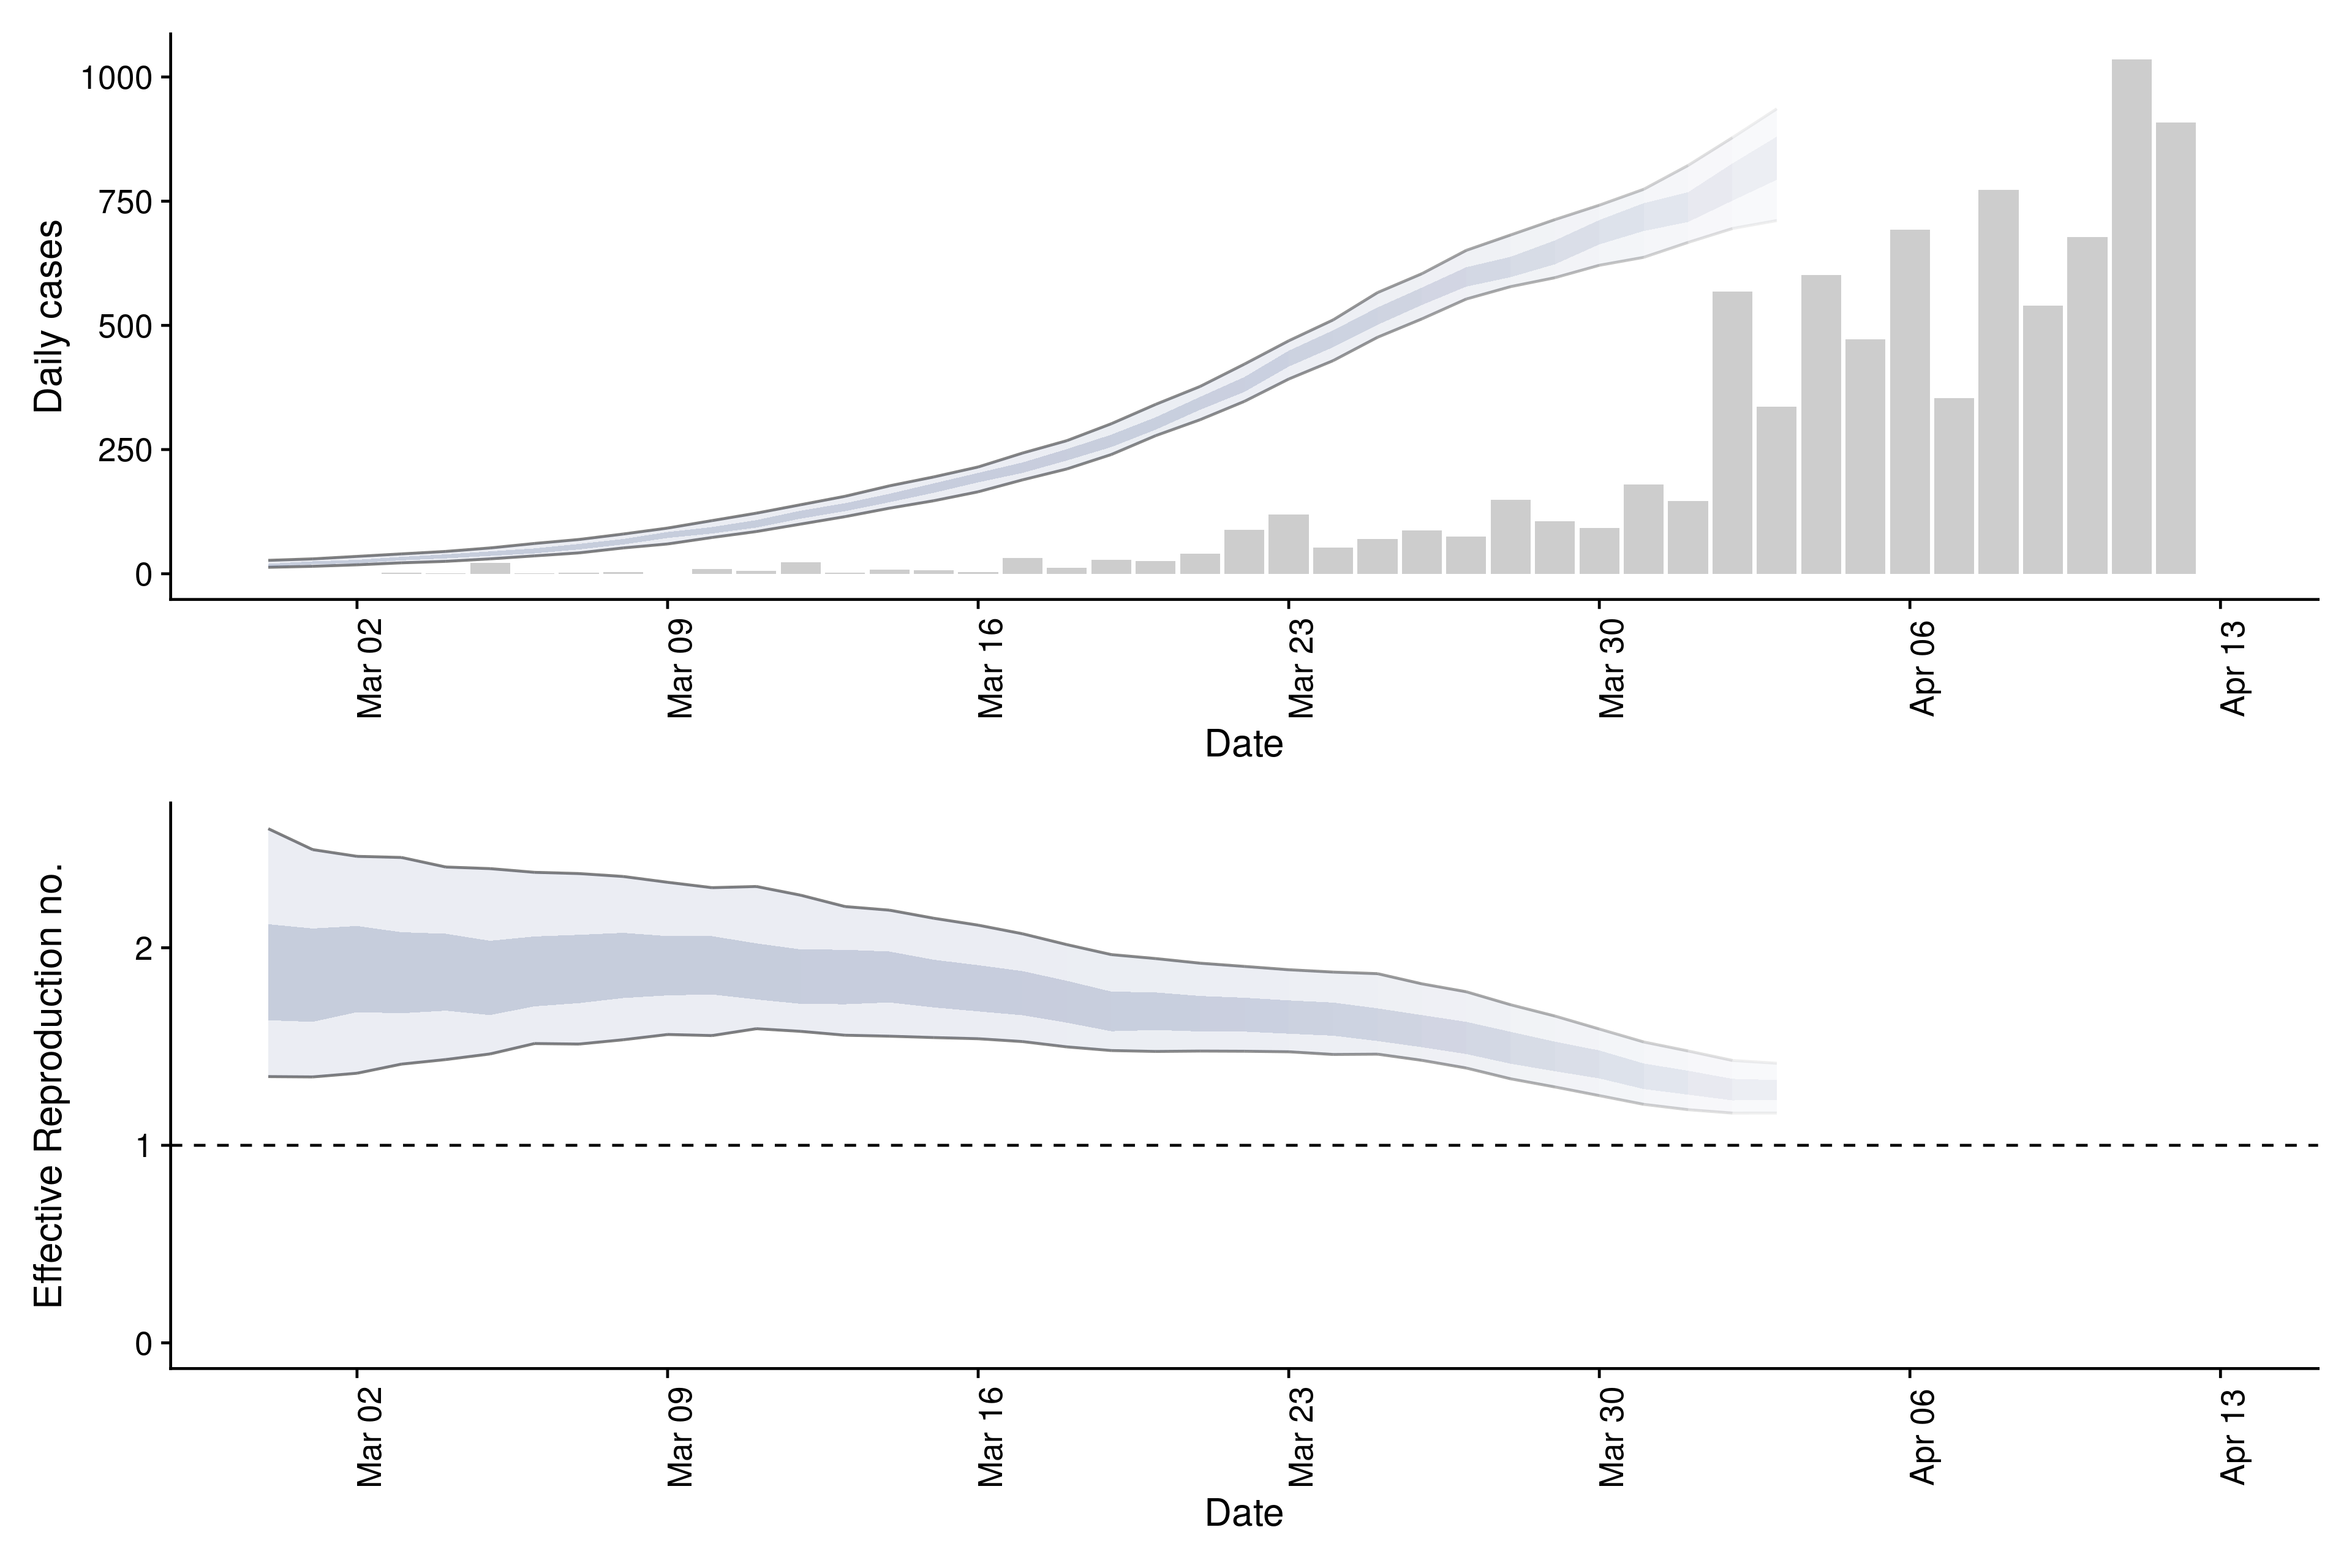 Daily cases
1000
750
500
250
0
Mar 02
Mar 09
Mar 16
Mar 23
Mar 30
Apr 06
Apr 13
Date
Effective Reproduction no.
2
1
0
Mar 02
Mar 09
Mar 16
Mar 23
Mar 30
Apr 06
Apr 13
Date